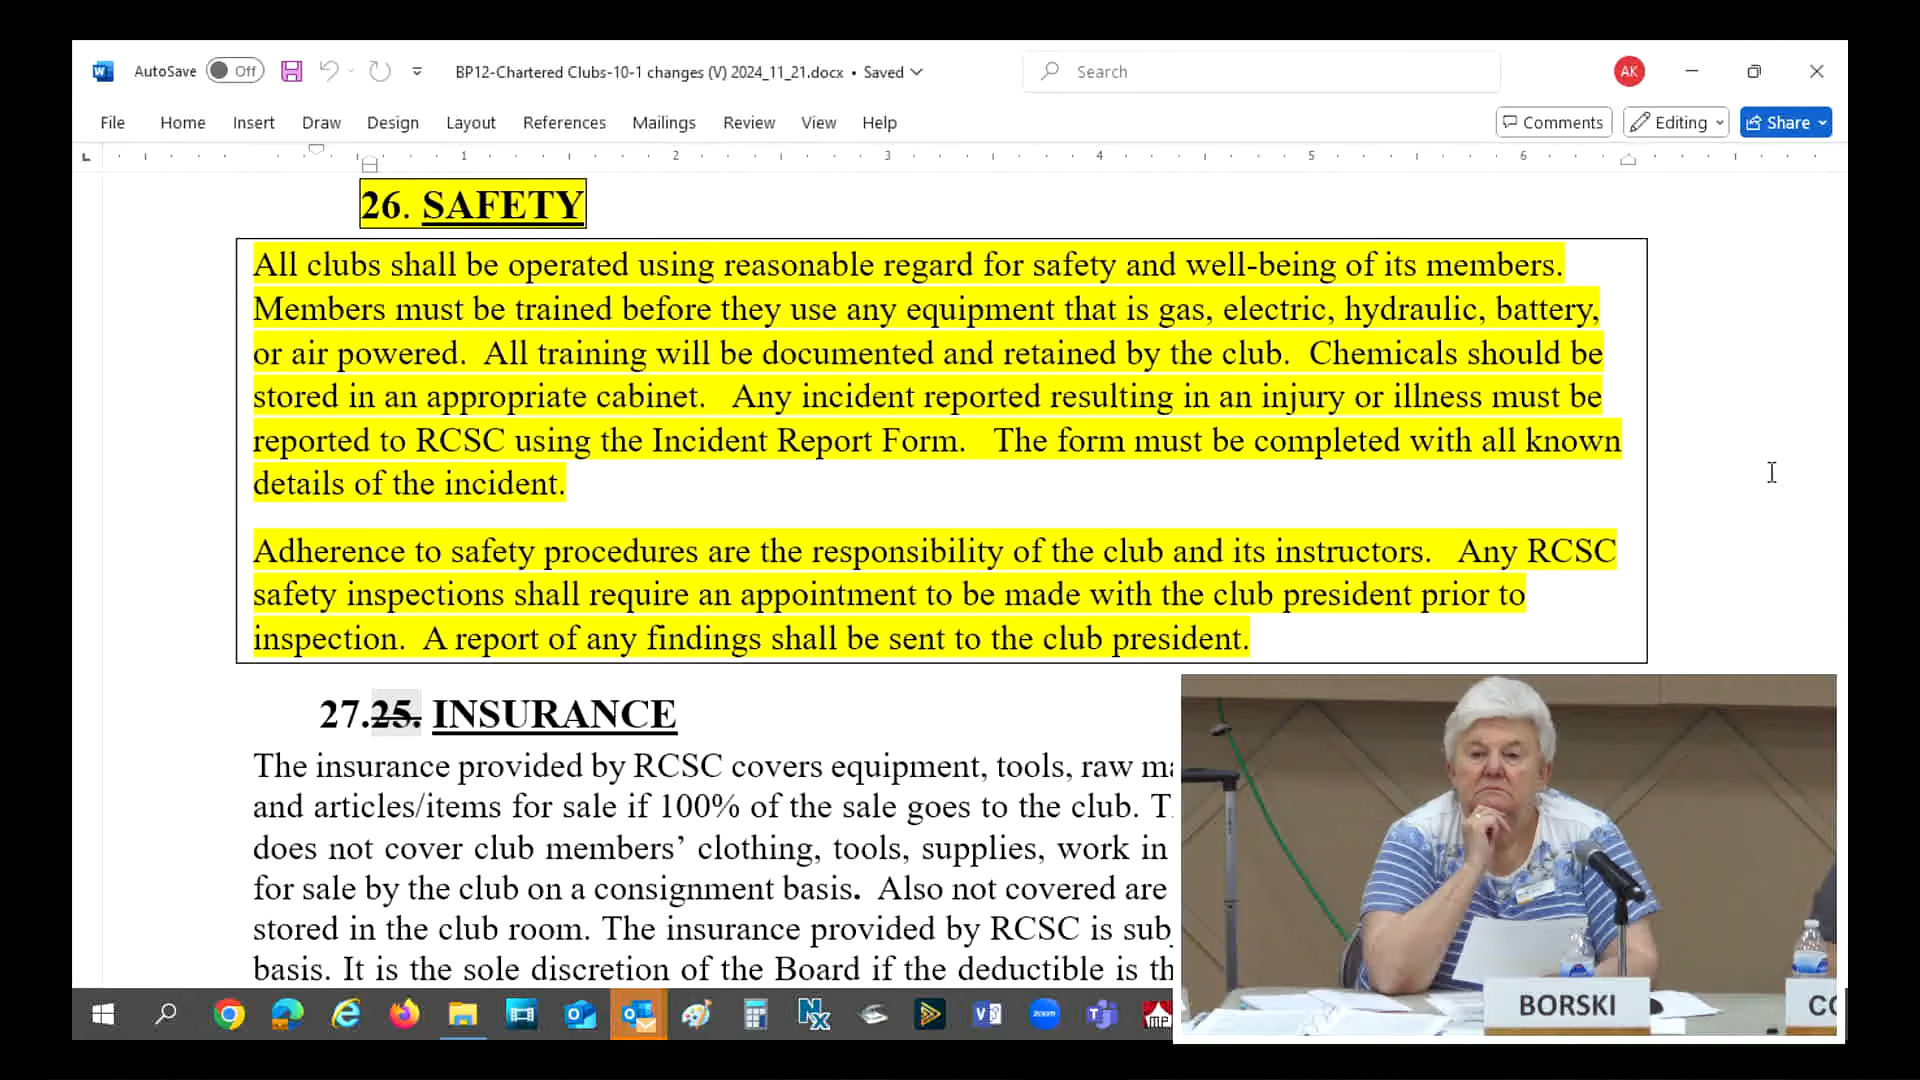 AutoSave Off BP12-Chartered Clubs-10-1 changes (V) 2024_11_21.docx • Saved Search AK
File Home Insert Draw Design Layout References Mailings Review View Help Comments Editing Share
1 2 3 4 5 6
26. SAFETY
All clubs shall be operated using reasonable regard for safety and well-being of its members.
Members must be trained before they use any equipment that is gas, electric, hydraulic, battery,
or air powered. All training will be documented and retained by the club. Chemicals should be
stored in an appropriate cabinet. Any incident reported resulting in an injury or illness must be
reported to RCSC using the Incident Report Form. The form must be completed with all known
details of the incident.
Adherence to safety procedures are the responsibility of the club and its instructors. Any RCSC
safety inspections shall require an appointment to be made with the club president prior to
inspection. A report of any findings shall be sent to the club president.
27.25. INSURANCE
The insurance provided by RCSC covers equipment, tools, raw
and articles/items for sale if 100% of the sale goes to the club.
does not cover club members’ clothing, tools, supplies, work in
for sale by the club on a consignment basis. Also not covered are
stored in the club room. The insurance provided by RCSC is
basis. It is the sole discretion of the Board if the deductible is
BORSKI